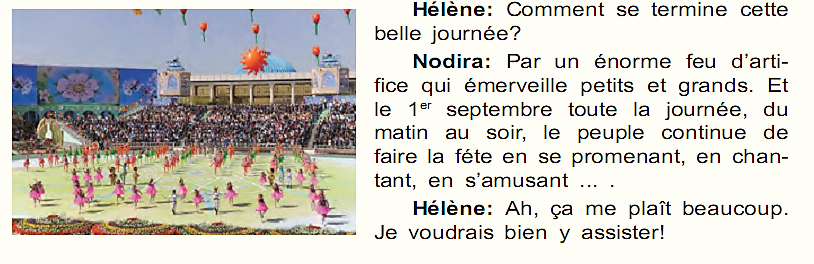 Hélène: Comment se termine cette
belle journée?
Nodira: Par un énorme feu d’arti-
fice qui émerveille petits et grands. Et
le 1er septembre toute la journée, du
matin au soir, le peuple continue de
faire la féte en se promenant, en chan-
tant, en s’amusant ... .
Hélène: Ah, ça me plaît beaucoup.
Je voudrais bien y assister!